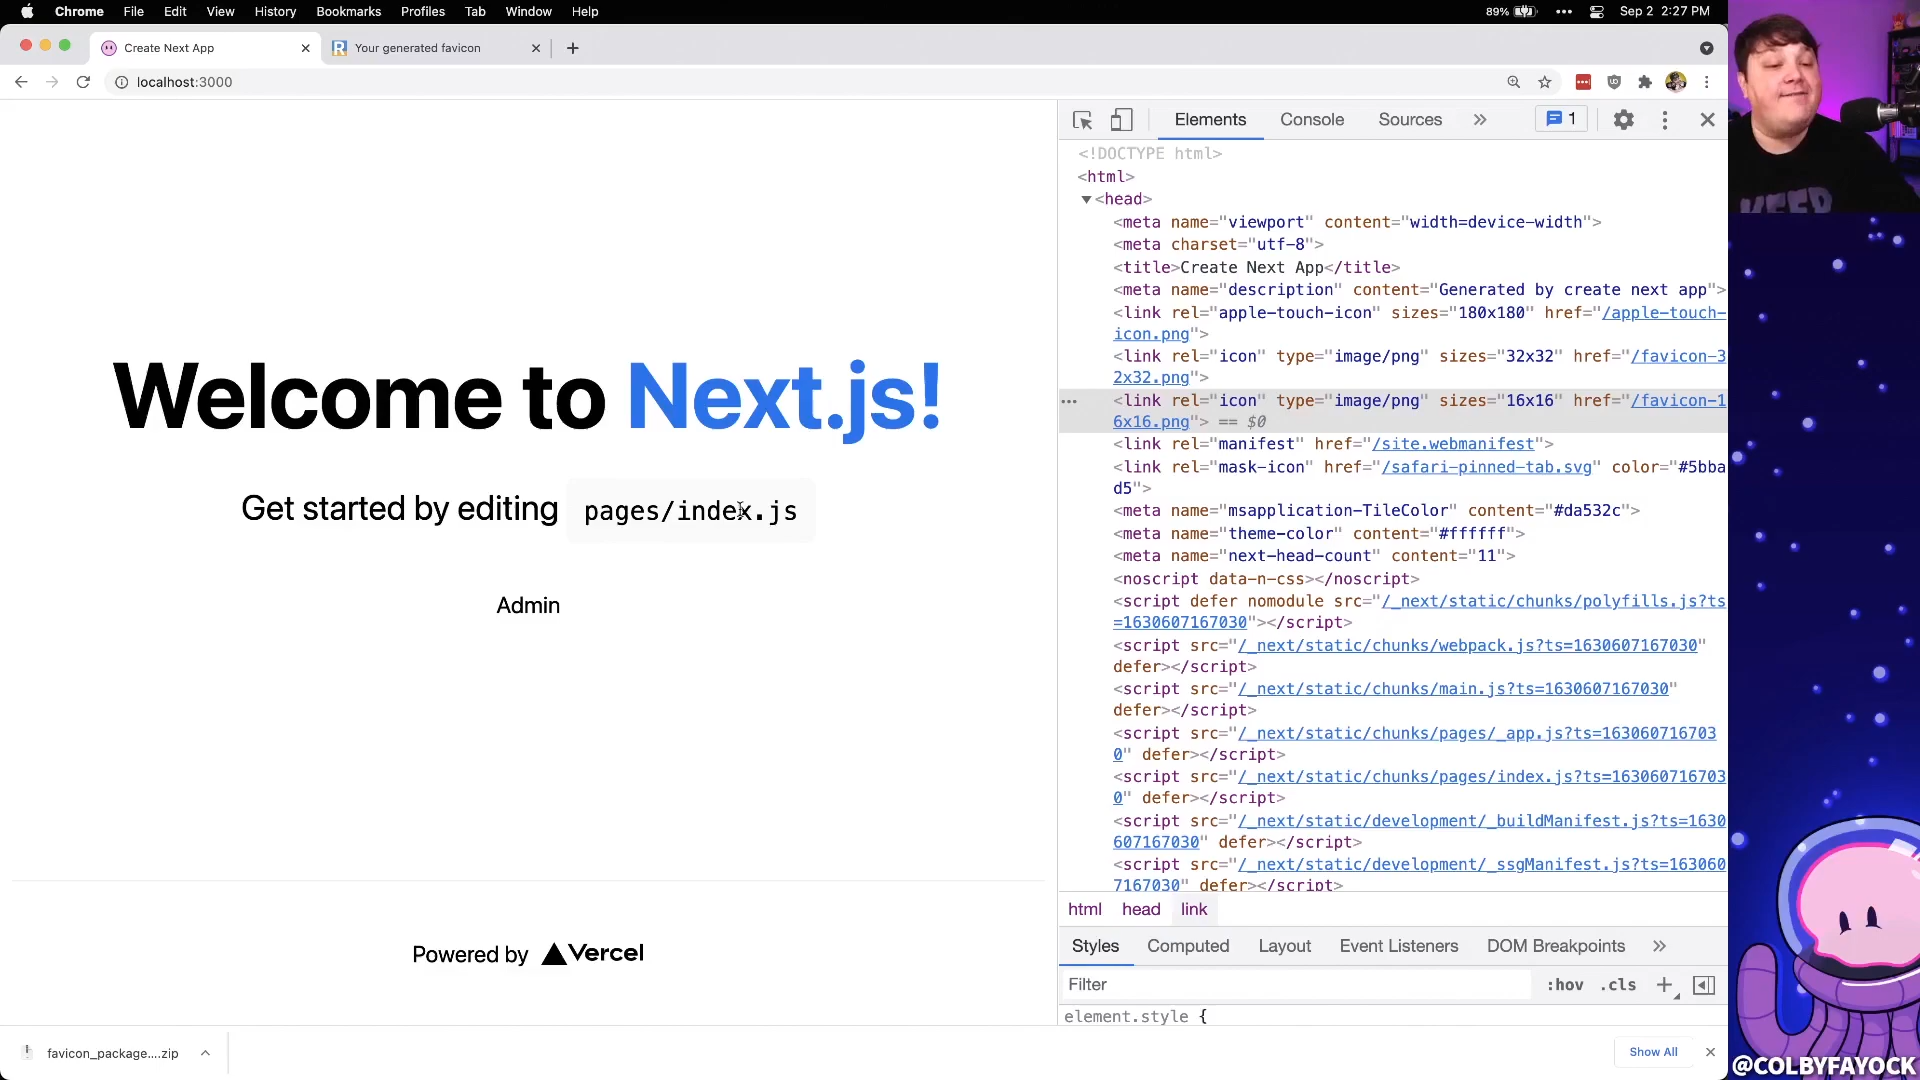 Chrome File Edit View History Bookmarks Profiles Tab Window Help 89% Sep 2 2:27 PM
Create Next App Your generated favicon
localhost:3000
Welcome to Next.js!
Get started by editing pages/index.js
Admin
Powered by Vercel
Elements Console Sources 1
<!DOCTYPE html>
<html>
<head>
<meta name="viewport" content="width=device-width">
<meta charset="utf-8">
<title>Create Next App</title>
<meta name="description" content="Generated by create next app">
<link rel="apple-touch-icon" sizes="180x180" href="/apple-touch-
icon.png">
<link rel="icon" type="image/png" sizes="32x32" href="/favicon-3
2x32.png">
<link rel="icon" type="image/png" sizes="16x16" href="/favicon-1
6x16.png"> == $0
<link rel="manifest" href="/site.webmanifest">
<link rel="mask-icon" href="/safari-pinned-tab.svg" color="#5bba
d5">
<meta name="msapplication-TileColor" content="#da532c">
<meta name="theme-color" content="#ffffff">
<meta name="next-head-count" content="11">
<noscript data-n-css></noscript>
<script defer nomodule src="/_next/static/chunks/polyfills.js?ts
=1630607167030"></script>
<script src="/_next/static/chunks/webpack.js?ts=1630607167030"
defer></script>
<script src="/_next/static/chunks/main.js?ts=1630607167030"
defer></script>
<script src="/_next/static/chunks/pages/_app.js?ts=163060716703
0" defer></script>
<script src="/_next/static/chunks/pages/index.js?ts=163060716703
0" defer></script>
<script src="/_next/static/development/_buildManifest.js?ts=1630
607167030" defer></script>
<script src="/_next/static/development/_ssgManifest.js?ts=163060
7167030" defer></script>
html head link
Styles Computed Layout Event Listeners DOM Breakpoints
Filter :hov .cls
element.style {
favicon_package....zip
Show All
@COLBYFAYOCK